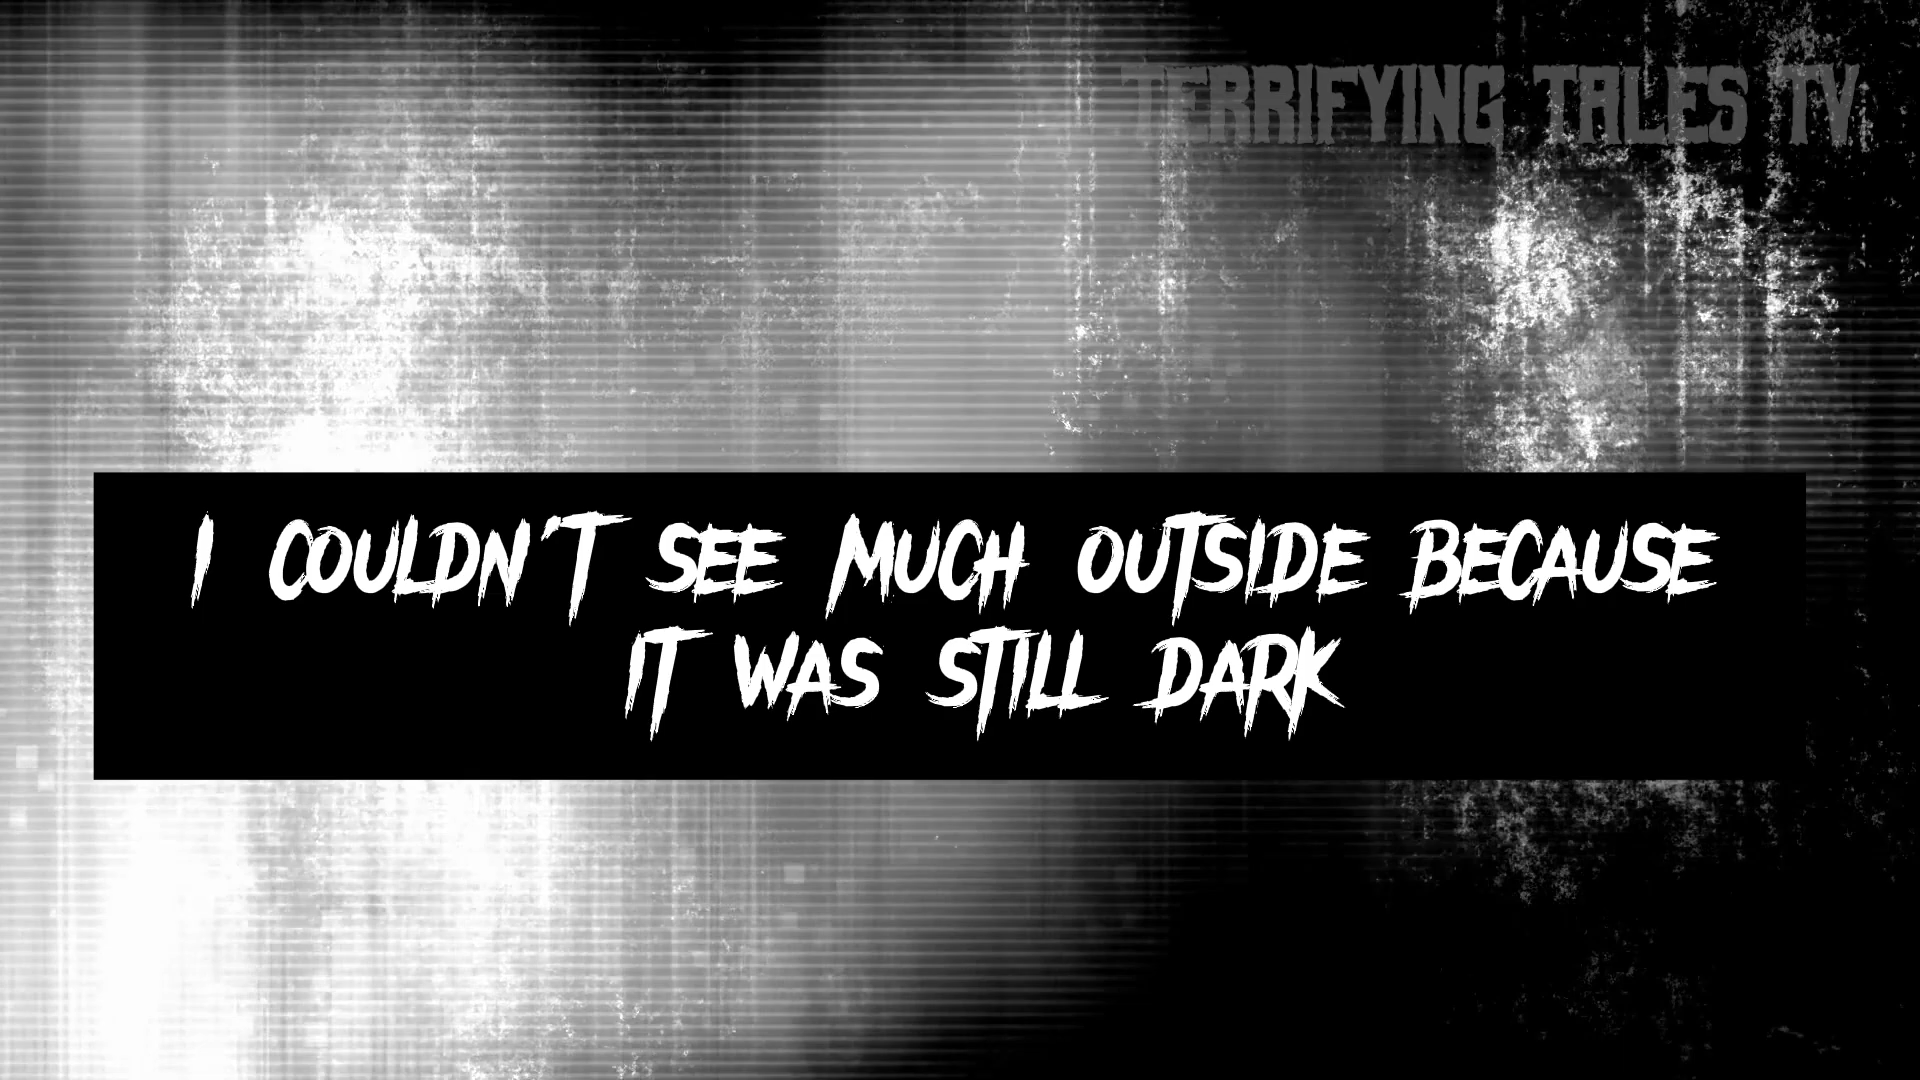 TERRIFYING TALES TV
I COULDN'T SEE MUCH OUTSIDE BECAUSE
IT WAS STILL DARK